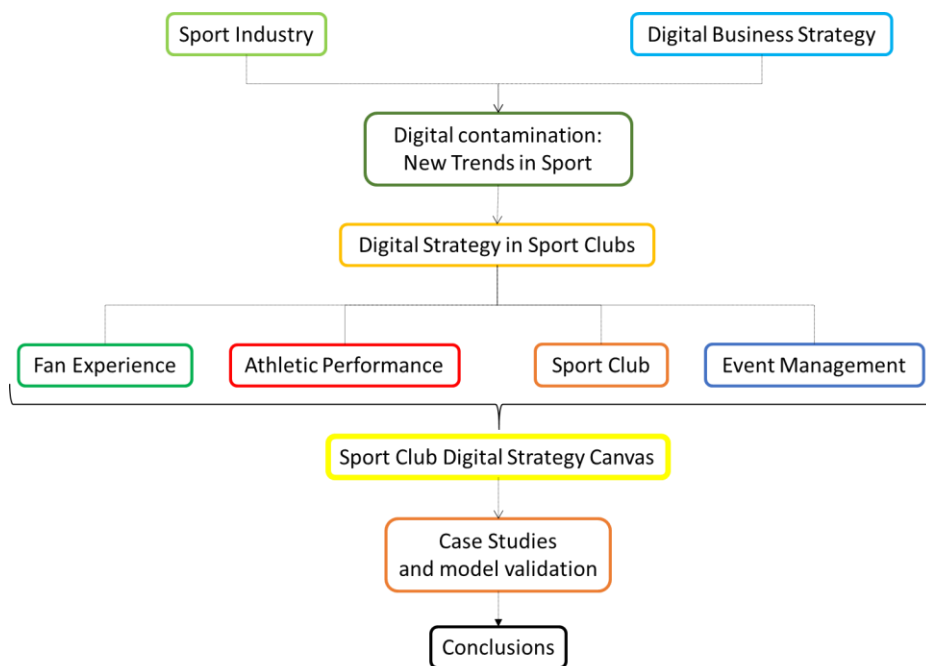 Sport Industry
Digital Business Strategy
Digital contamination:
New Trends in Sport
Digital Strategy in Sport Clubs
Fan Experience
Athletic Performance
Sport Club
Event Management
Sport Club Digital Strategy Canvas
Case Studies
and model validation
Conclusions